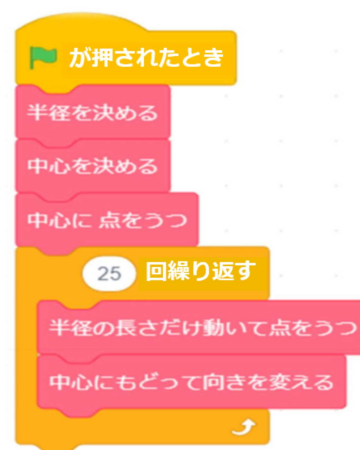 が押されたとき
半径を決める
中心を決める
中心に 点をうつ
25 回繰り返す
半径の長さだけ動いて点をうつ
中心にもどって向きを変える